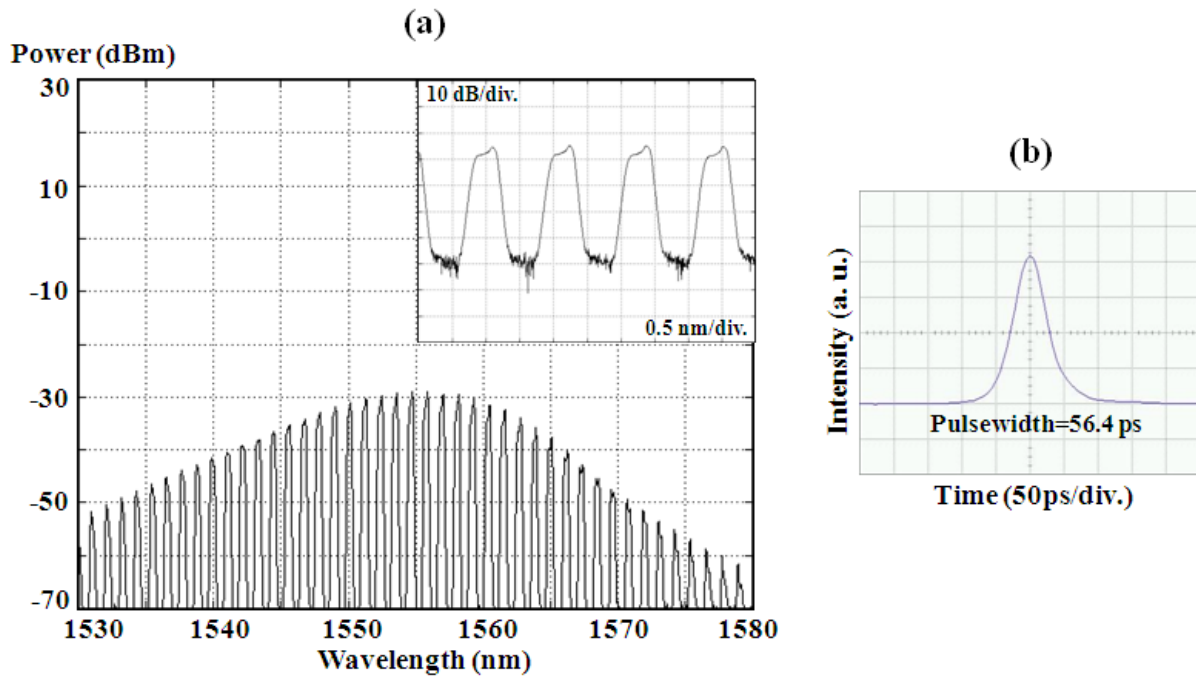 (a)
Power (dBm)
30
10
-10
-30
-50
-70
10 dB/div.
0.5 nm/div.
1530 1540 1550 1560 1570 1580
Wavelength (nm)
(b)
Intensity (a. u.)
Pulsewidth=56.4 ps
Time (50ps/div.)